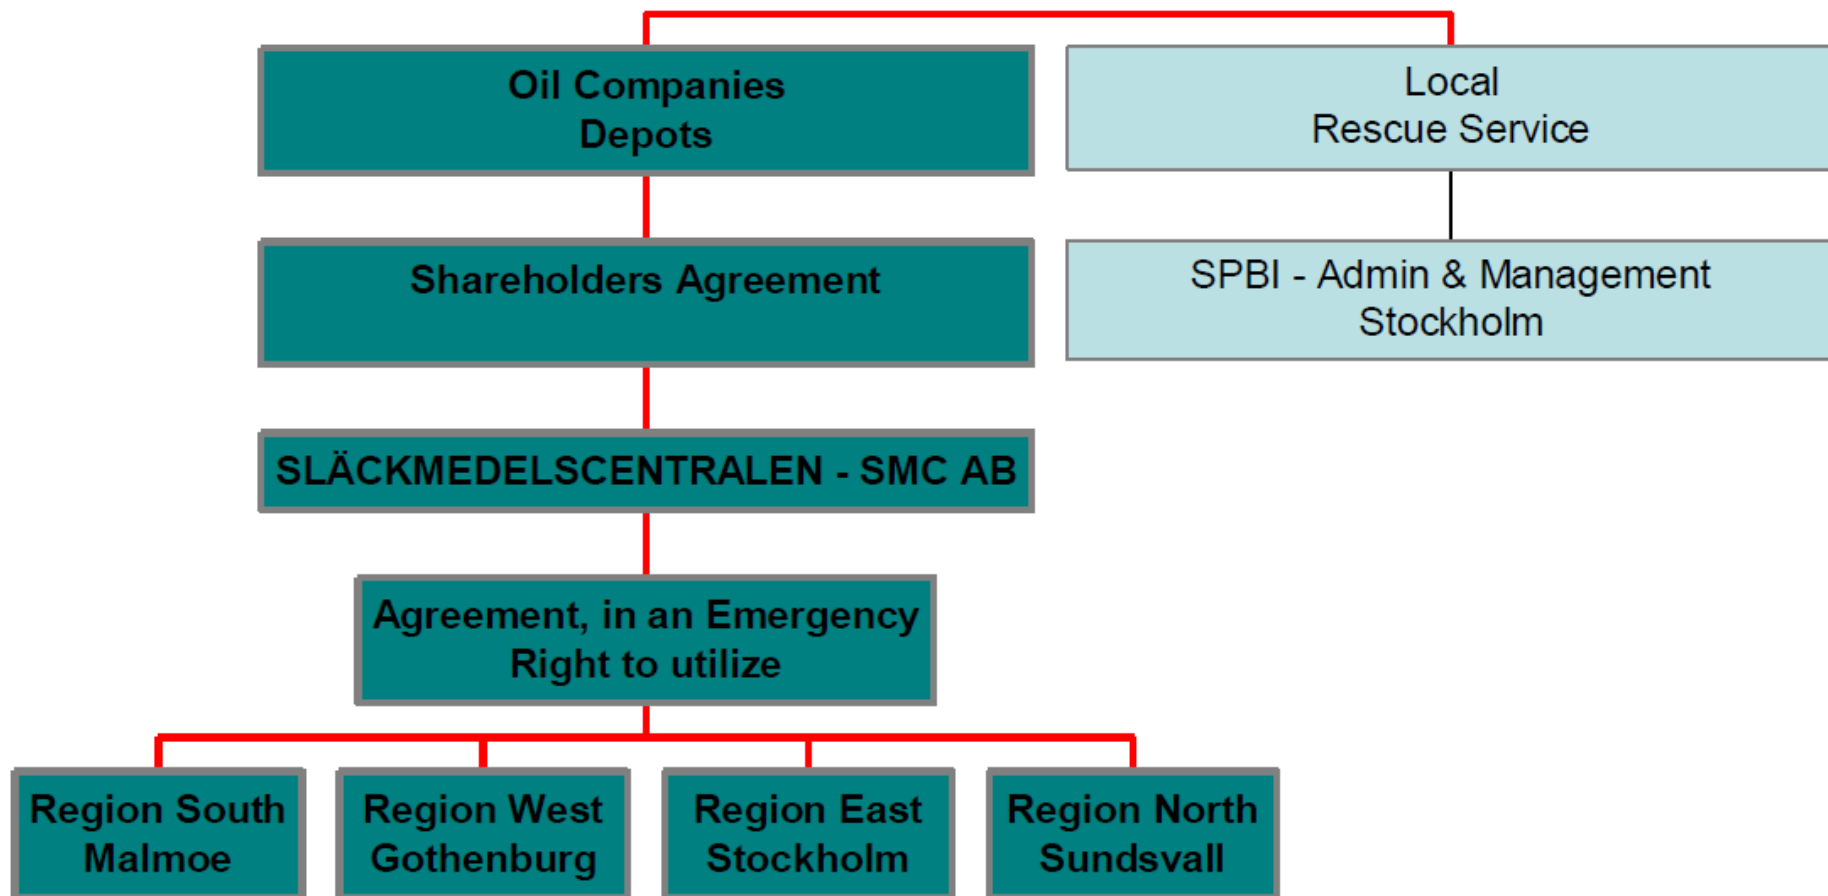 Oil Companies
Depots
Local
Rescue Service
Shareholders Agreement
SPBI - Admin & Management
Stockholm
SLÄCKMEDELSCENTRALEN - SMC AB
Agreement, in an Emergency
Right to utilize
Region South
Malmoe
Region West
Gothenburg
Region East
Stockholm
Region North
Sundsvall